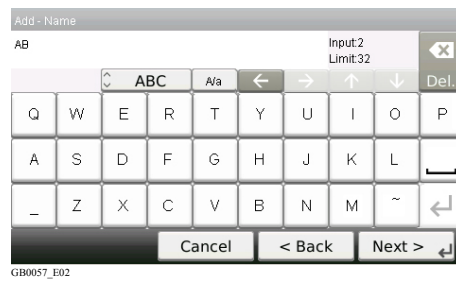 Add - Name
AB
Input:2
Limit:32
ABC A/a ← → ↑ ↓ Del.
Q W E R T Y U I O P
A S D F G H J K L
_ Z X C V B N M ~
Cancel < Back Next >
GB0057_E02